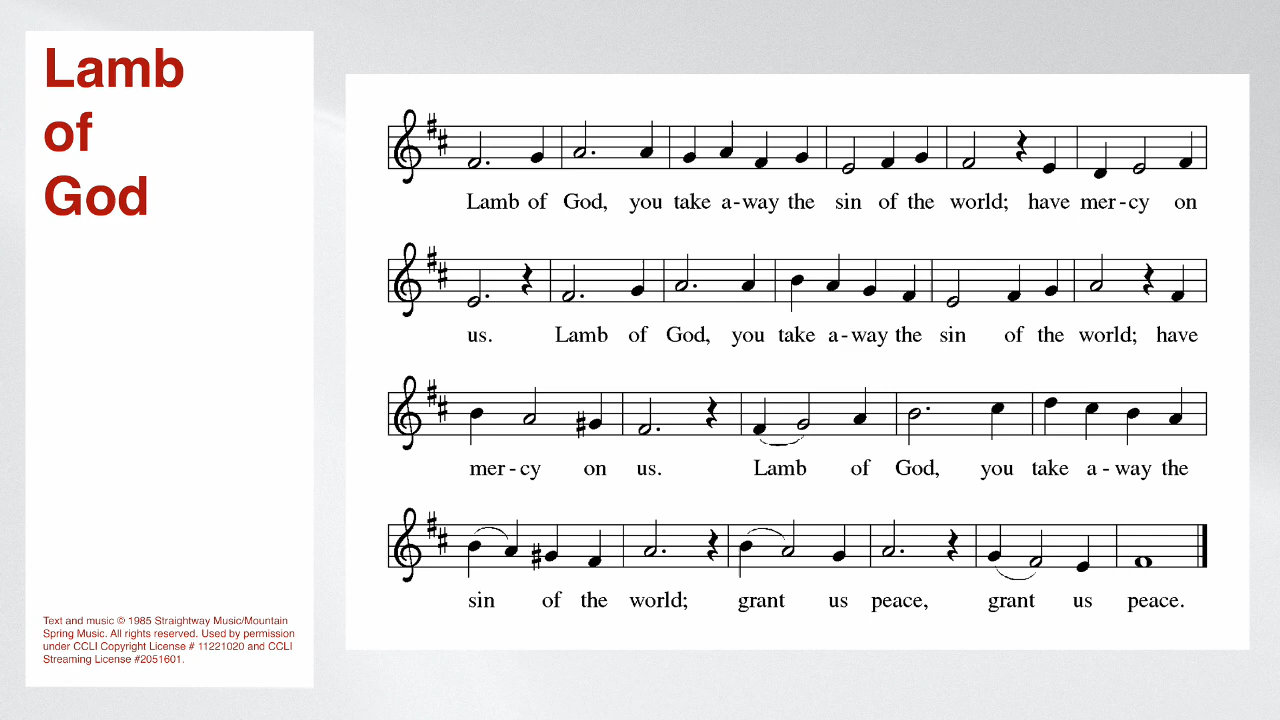 Lamb
of
God
Lamb of God, you take a-way the sin of the world; have mer-cy on
us. Lamb of God, you take a-way the sin of the world; have
mer-cy on us. Lamb of God, you take a-way the
sin of the world; grant us peace, grant us peace.
Text and music © 1985 Straightway Music/Mountain
Spring Music. All rights reserved. Used by permission
under CCLI Copyright License # 11221020 and CCLI
Streaming License #2051601.